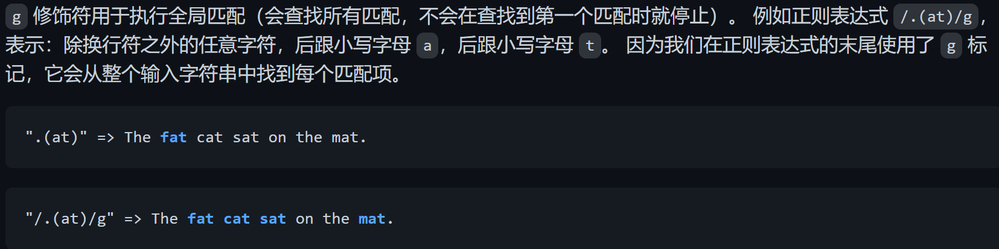 g 修饰符用于执行全局匹配（会查找所有匹配，不会在查找到第一个匹配时就停止）。 例如正则表达式 /.(at)/g，
表示：除换行符之外的任意字符，后跟小写字母 a，后跟小写字母 t。 因为我们在正则表达式的末尾使用了 g 标
记，它会从整个输入字符串中找到每个匹配项。
".(at)" => The fat cat sat on the mat.
"/.(at)/g" => The fat cat sat on the mat.